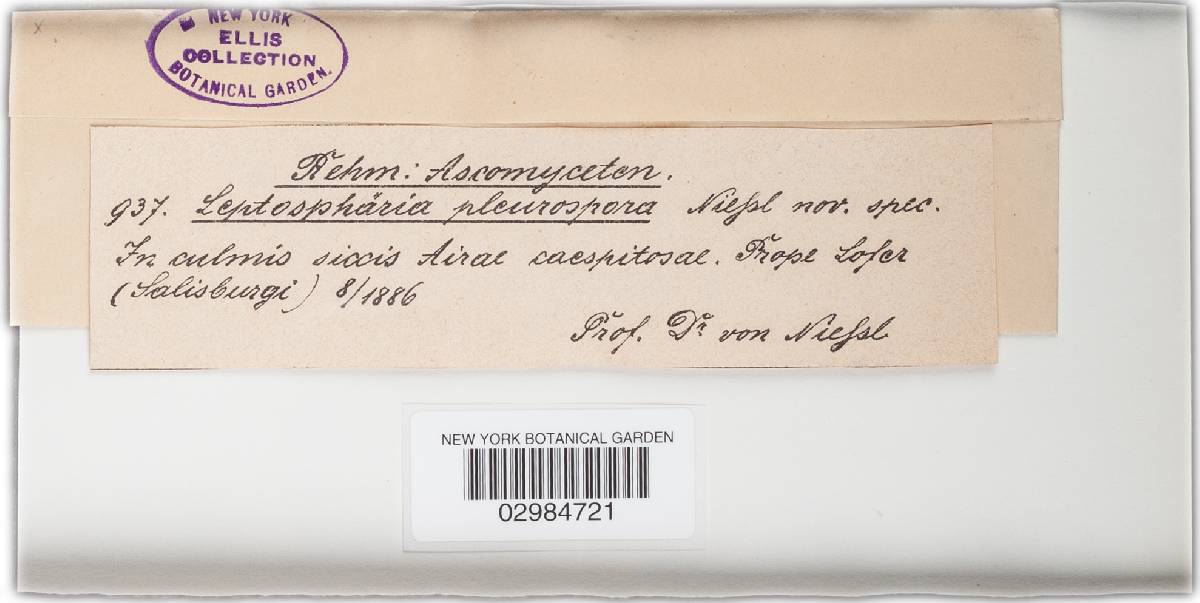 NEW YORK
ELLIS
COLLECTION
BOTANICAL GARDEN.
Rehm: Ascomyceten.
937. Leptosphäria pleurospora Nieſsl nov. spec.
In culmis siccis Airae caespitosae. Prope Lofer
(Salisburgi) 8/1886
Prof. Dr. von Nieſsl
NEW YORK BOTANICAL GARDEN
02984721